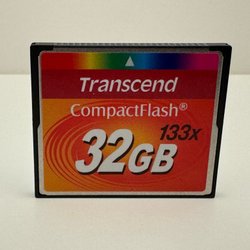 Transcend
CompactFlash®
133x
32GB